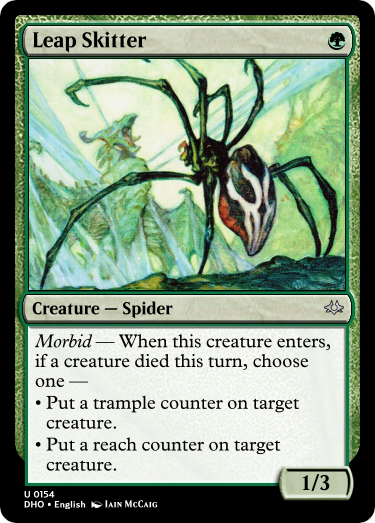 Leap Skitter
Creature — Spider
Morbid — When this creature enters,
if a creature died this turn, choose
one —
• Put a trample counter on target
creature.
• Put a reach counter on target
creature.
1/3
U 0154
DHO • English Iain McCaig